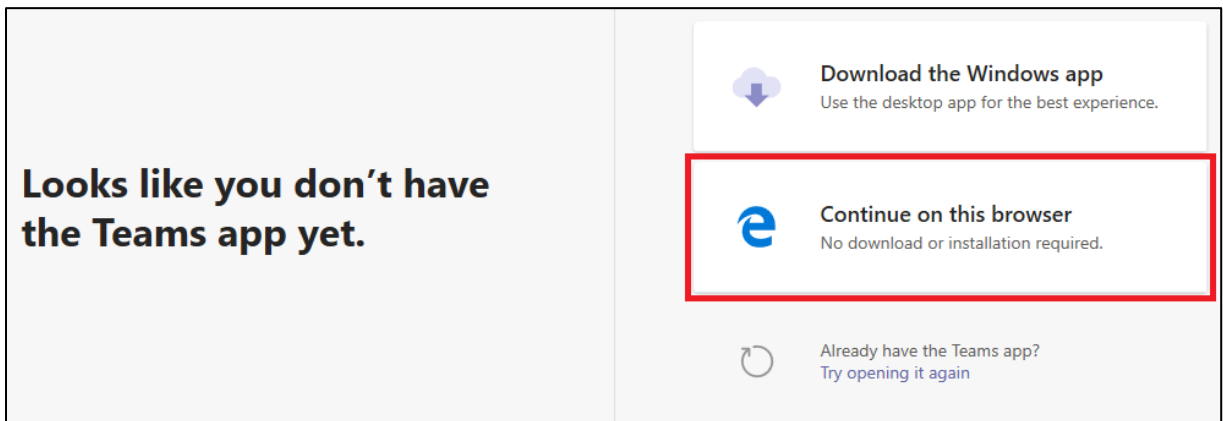 Looks like you don’t have
the Teams app yet.
Download the Windows app
Use the desktop app for the best experience.
Continue on this browser
No download or installation required.
Already have the Teams app?
Try opening it again